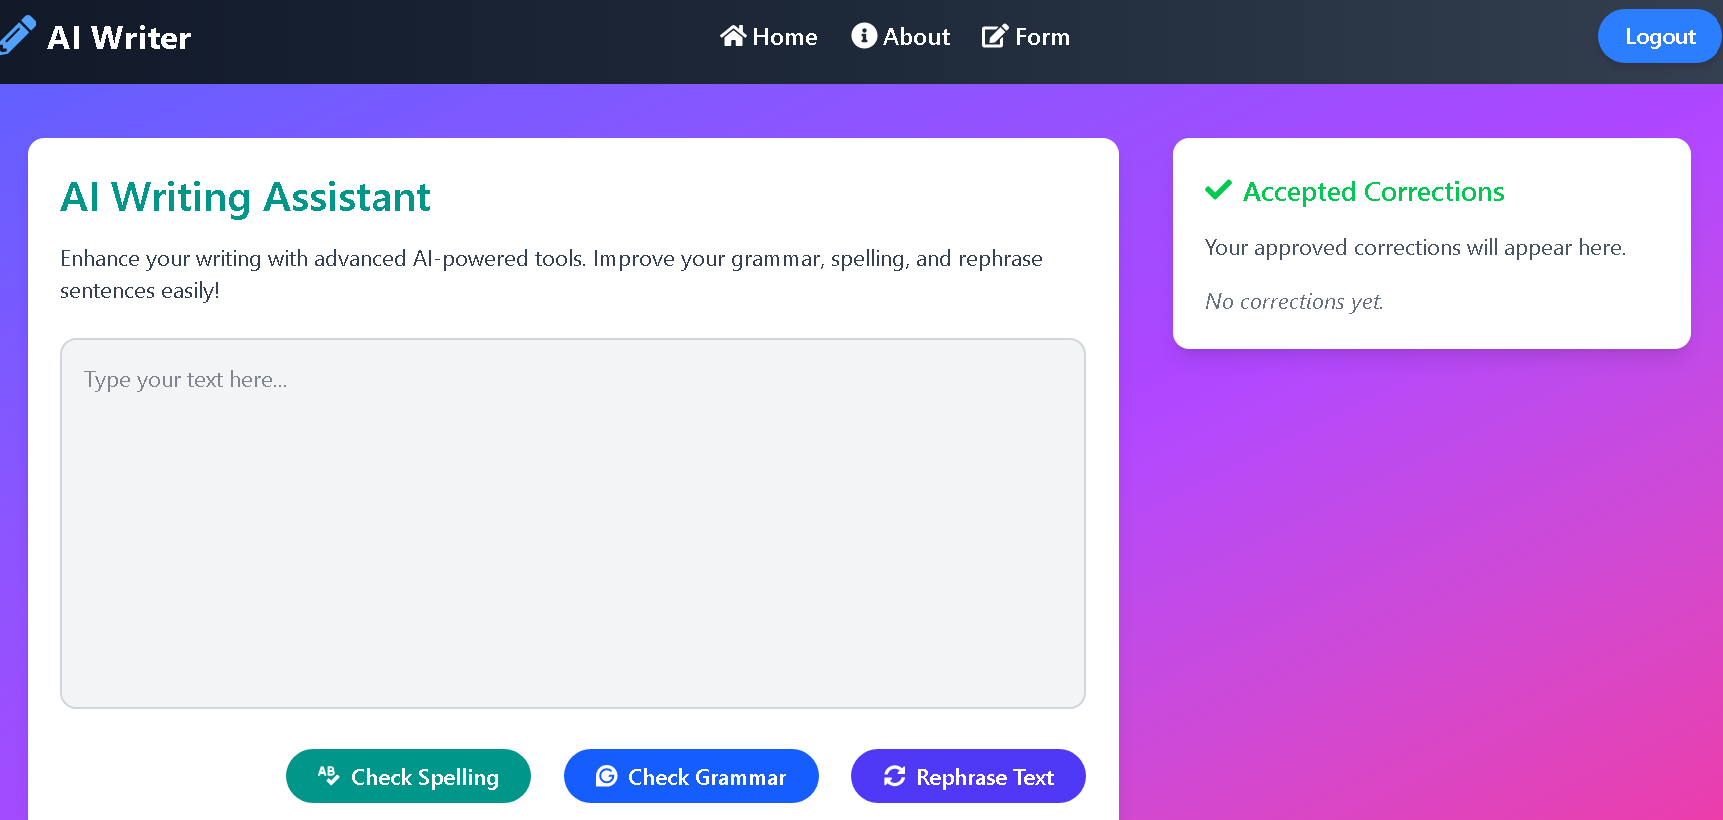 AI Writer
Home
About
Form
Logout
AI Writing Assistant
Enhance your writing with advanced AI-powered tools. Improve your grammar, spelling, and rephrase
sentences easily!
Type your text here...
AB
Check Spelling
Check Grammar
Rephrase Text
Accepted Corrections
Your approved corrections will appear here.
No corrections yet.